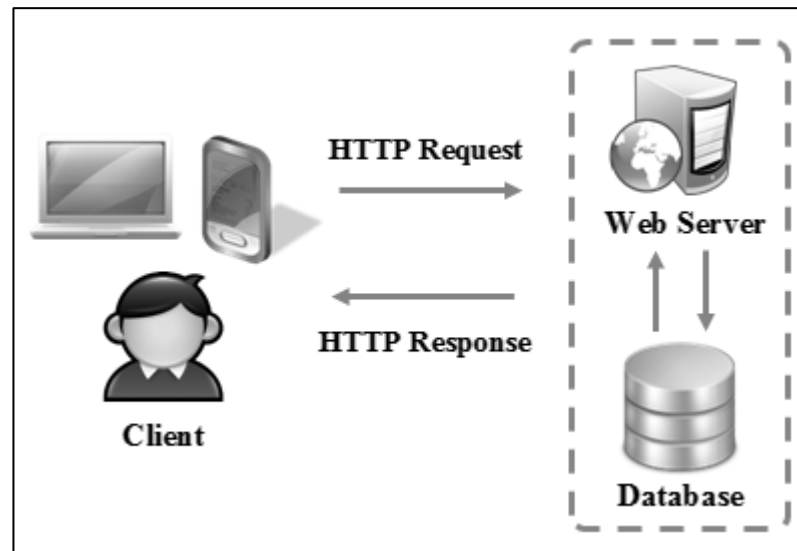 HTTP Request
Web Server
HTTP Response
Client
Database